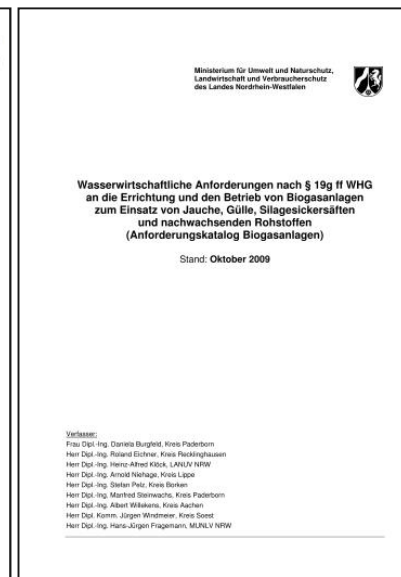 Ministerium für Umwelt und Naturschutz,
Landwirtschaft und Verbraucherschutz
des Landes Nordrhein-Westfalen
Wasserwirtschaftliche Anforderungen nach § 19g ff WHG
an die Errichtung und den Betrieb von Biogasanlagen
zum Einsatz von Jauche, Gülle, Silagesickersäften
und nachwachsenden Rohstoffen
(Anforderungskatalog Biogasanlagen)
Stand: Oktober 2009
Verfasser:
Frau Dipl.-Ing. Daniela Burgfeld, Kreis Paderborn
Herr Dipl.-Ing. Roland Eichner, Kreis Recklinghausen
Herr Dipl.-Ing. Heinz-Alfred Klöck, LANUV NRW
Herr Dipl.-Ing. Arnold Niehage, Kreis Lippe
Herr Dipl.-Ing. Stefan Pelz, Kreis Borken
Herr Dipl.-Ing. Manfred Steinwachs, Kreis Paderborn
Herr Dipl.-Ing. Albert Willekens, Kreis Aachen
Herr Dipl. Komm. Jürgen Windmeier, Kreis Soest
Herr Dipl.-Ing. Hans-Jürgen Fragemann, MUNLV NRW